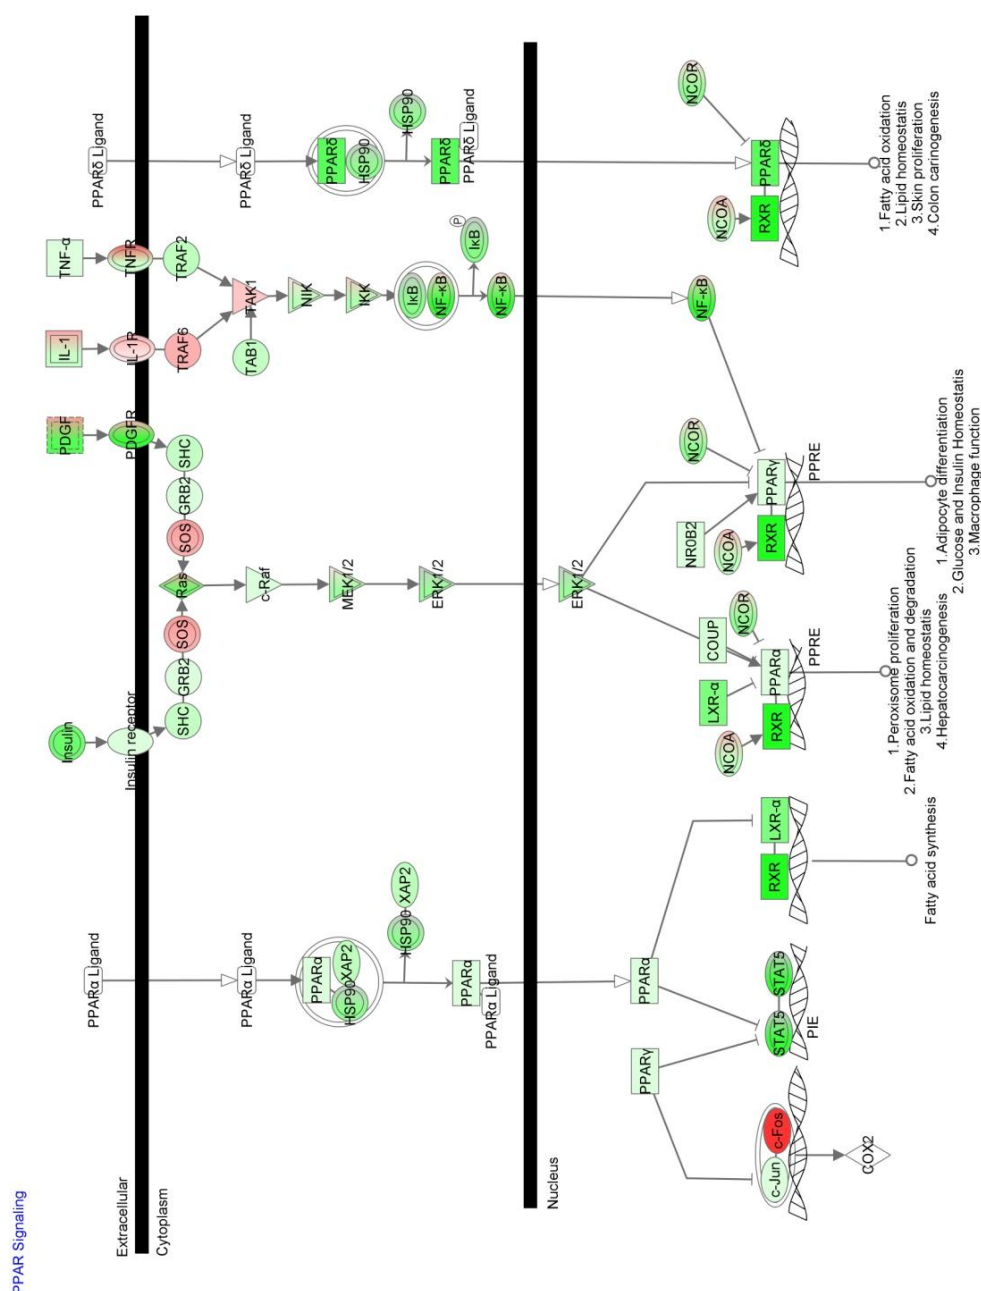 PPAR Signaling
Extracellular
Cytoplasm
Nucleus
PPARα Ligand
PPARα Ligand
PPARα
HSP90
XAP2
HSP90
XAP2
PPARα
PPARα Ligand
PPARγ
PPARα
c-Jun
c-Fos
COX2
STAT5
STAT5
PIE
RXR
LXR-α
Fatty acid synthesis
Insulin
Insulin receptor
SHC
GRB2
SOS
Ras
SOS
GRB2
SHC
PDGF
PDGFR
c-Raf
MEK1/2
ERK1/2
ERK1/2
NCOA
LXR-α
COUP
NCOR
RXR
PPARα
PPRE
1.Peroxisome proliferation
2.Fatty acid oxidation and degradation
3.Lipid homeostatis
4.Hepatocarcinogenesis
IL-1
IL-1R
TRAF6
TNF-α
TNFR
TRAF2
TAB1
TAK1
NIK
IKK
IκB
NF-κB
P
IκB
NF-κB
NF-κB
NCOA
NR0B2
NCOR
RXR
PPARγ
PPRE
1.Adipocyte differentiation
2.Glucose and Insulin Homeostatis
3.Macrophage function
PPARδ Ligand
PPARδ Ligand
PPARδ
HSP90
HSP90
PPARδ
PPARδ Ligand
NCOA
NCOR
RXR
PPARδ
1.Fatty acid oxidation
2.Lipid homeostatis
3.Skin proliferation
4.Colon carinogenesis